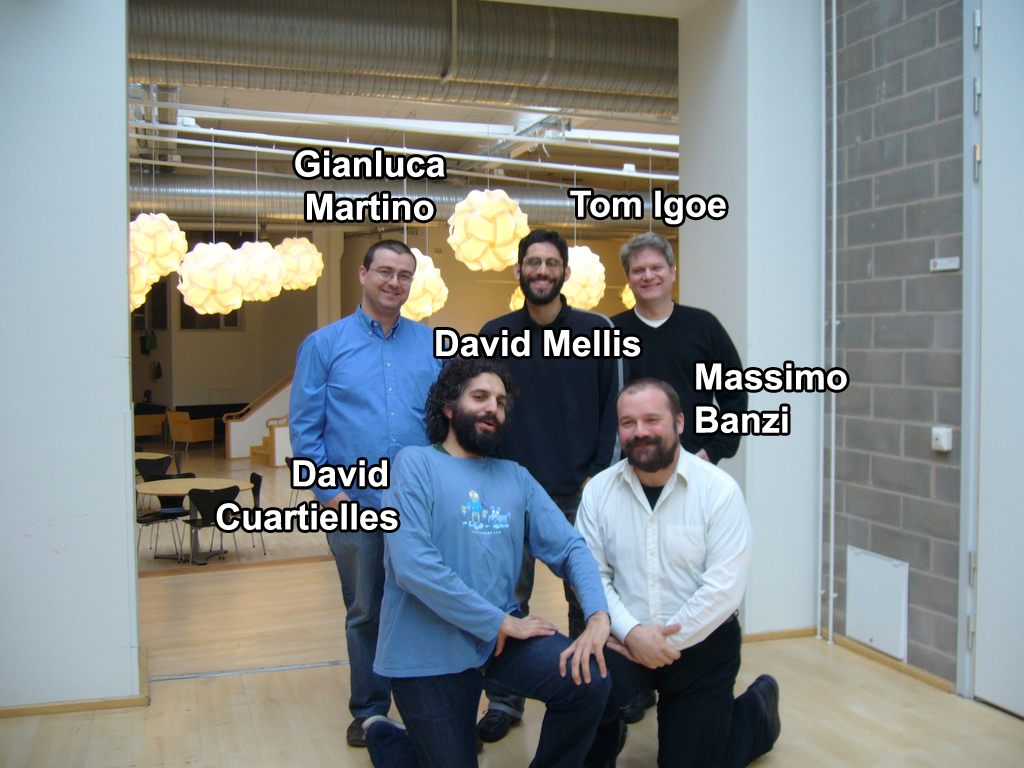 Gianluca
Martino
Tom Igoe
David Mellis
Massimo
Banzi
David
Cuartielles